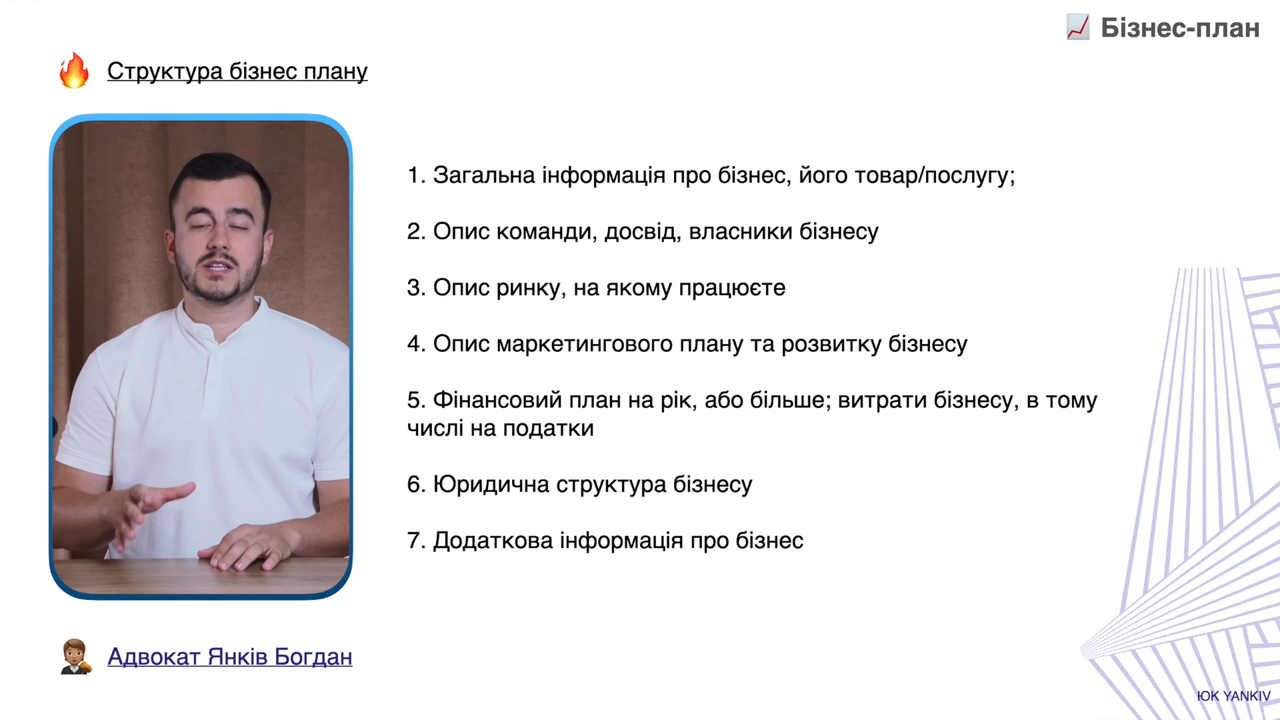 Бізнес-план
Структура бізнес плану
1. Загальна інформація про бізнес, його товар/послугу;
2. Опис команди, досвід, власники бізнесу
3. Опис ринку, на якому працюєте
4. Опис маркетингового плану та розвитку бізнесу
5. Фінансовий план на рік, або більше; витрати бізнесу, в тому
числі на податки
6. Юридична структура бізнесу
7. Додаткова інформація про бізнес
Адвокат Янків Богдан
ЮК YANKIV